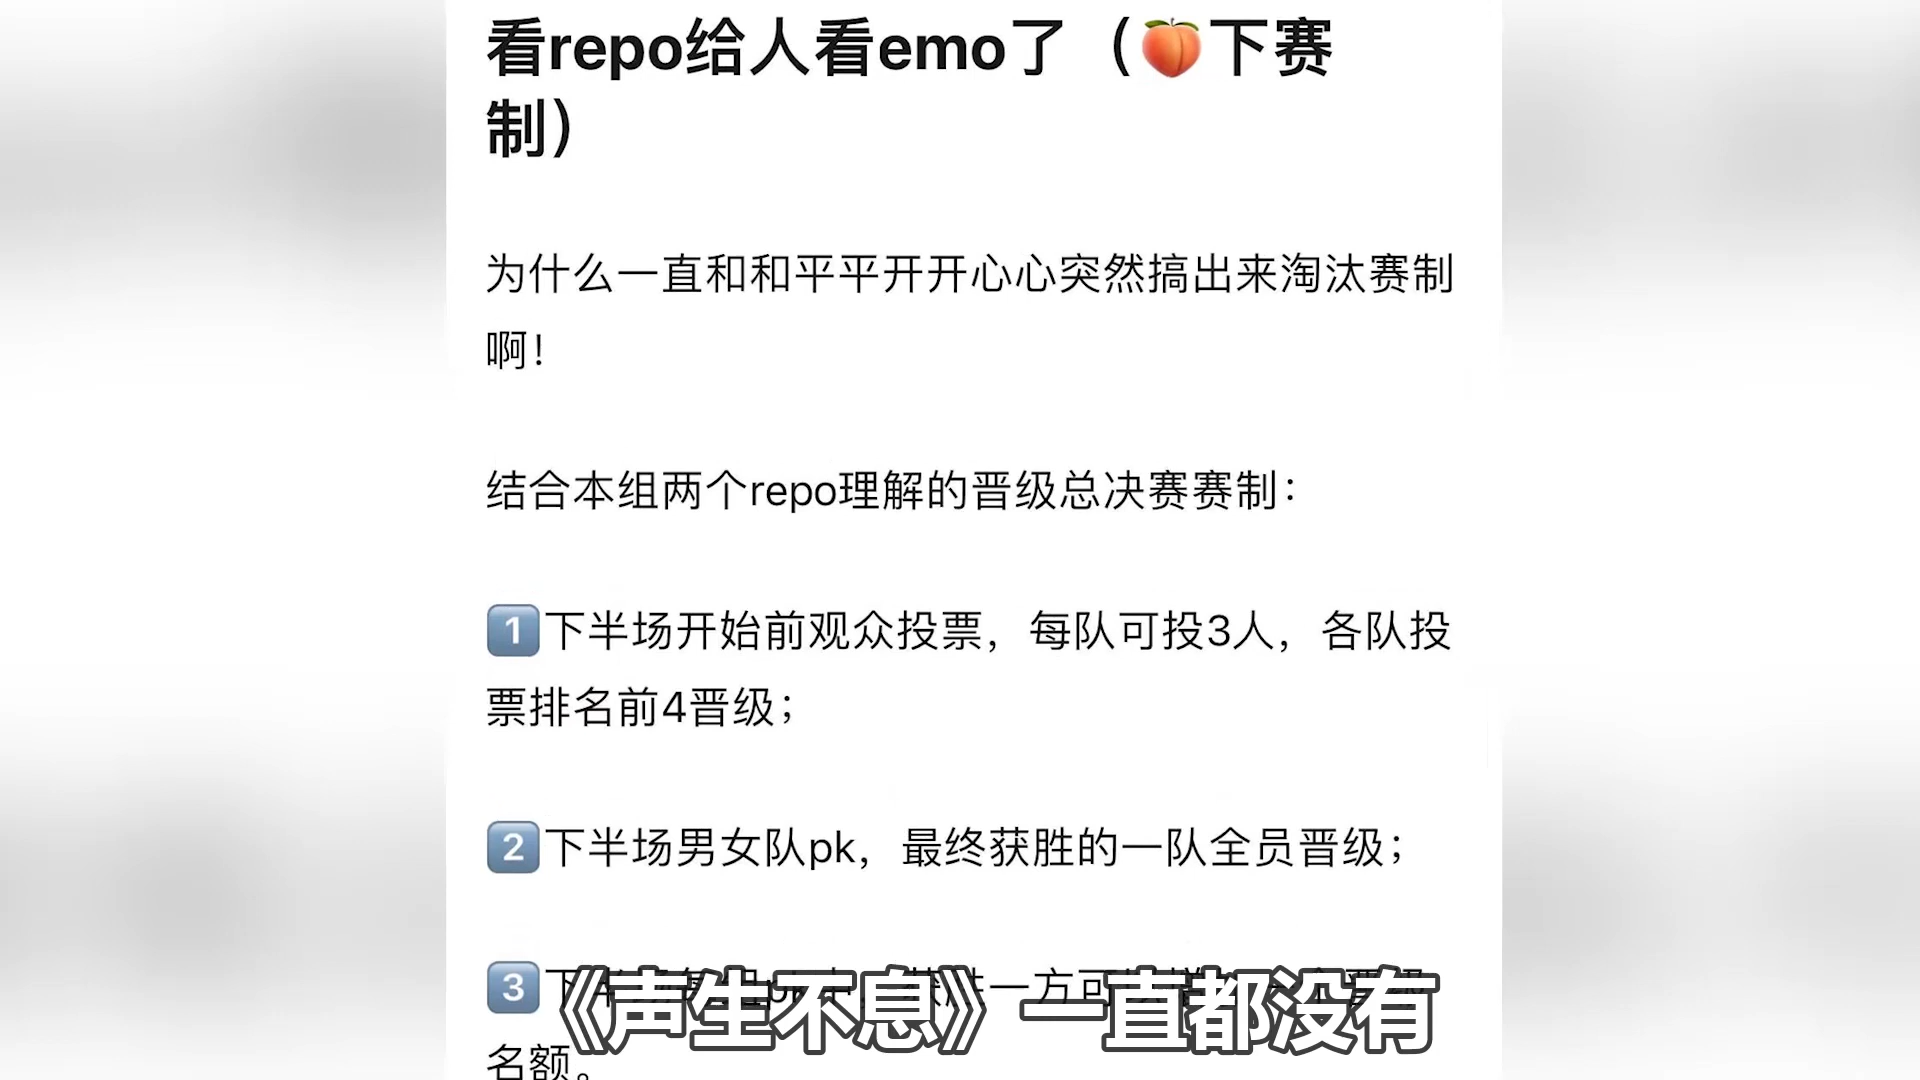 看repo给人看emo了（🍑下赛
制）
为什么一直和和平平开开心心突然搞出来淘汰赛制
啊！
结合本组两个repo理解的晋级总决赛赛制：
1️⃣下半场开始前观众投票，每队可投3人，各队投
票排名前4晋级；
2️⃣下半场男女队pk，最终获胜的一队全员晋级；
3️⃣下
一方可
名额。
《声生不息》一直都没有